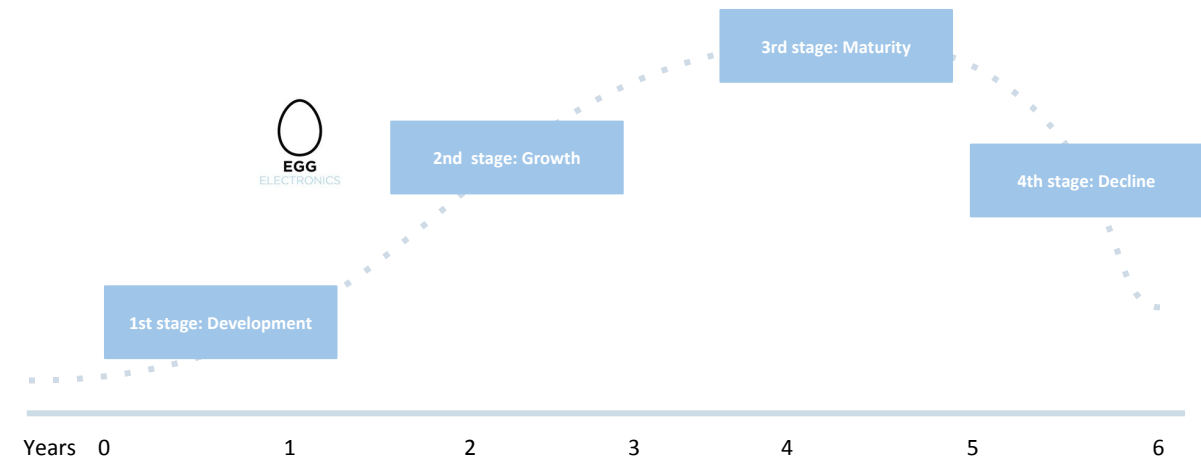 3rd stage: Maturity
2nd  stage: Growth
EGG
ELECTRONICS
4th stage: Decline
1st stage: Development
Years 0 1 2 3 4 5 6